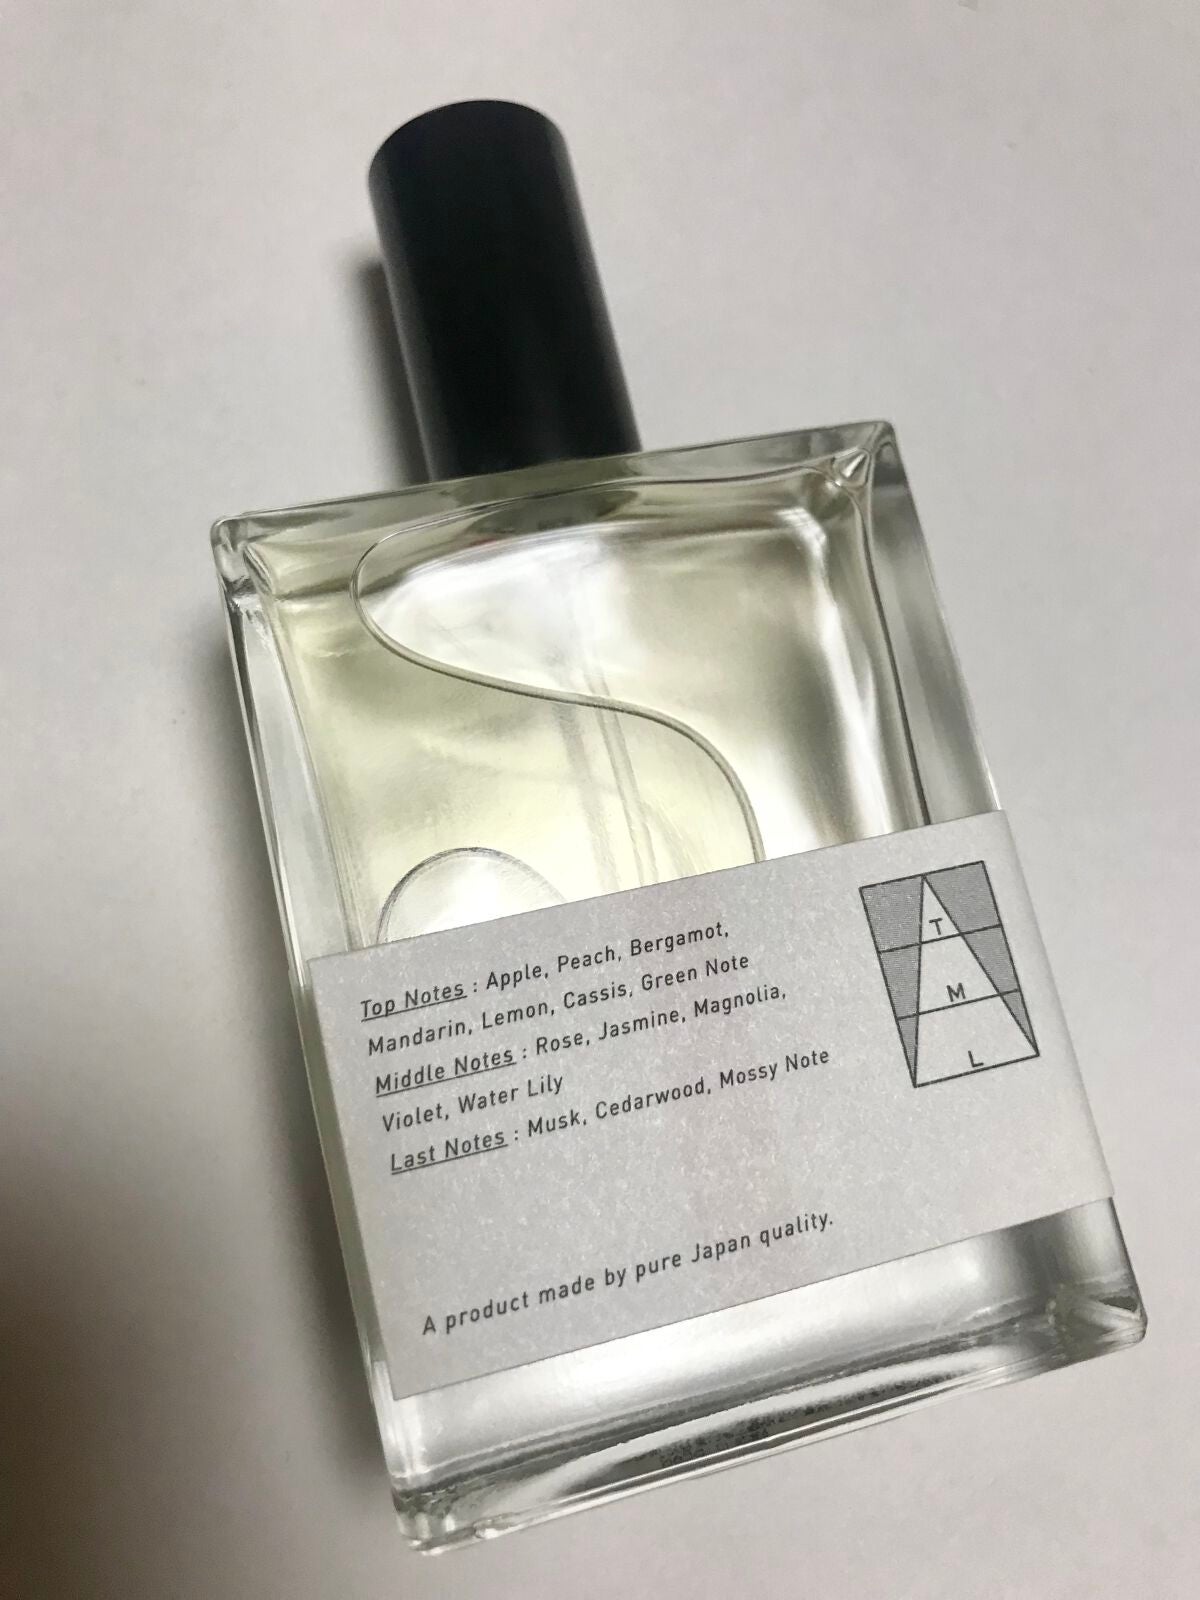 Top Notes : Apple, Peach, Bergamot,
Mandarin, Lemon, Cassis, Green Note
Middle Notes : Rose, Jasmine, Magnolia,
Violet, Water Lily
Last Notes : Musk, Cedarwood, Mossy Note
A product made by pure Japan quality.
T
M
L